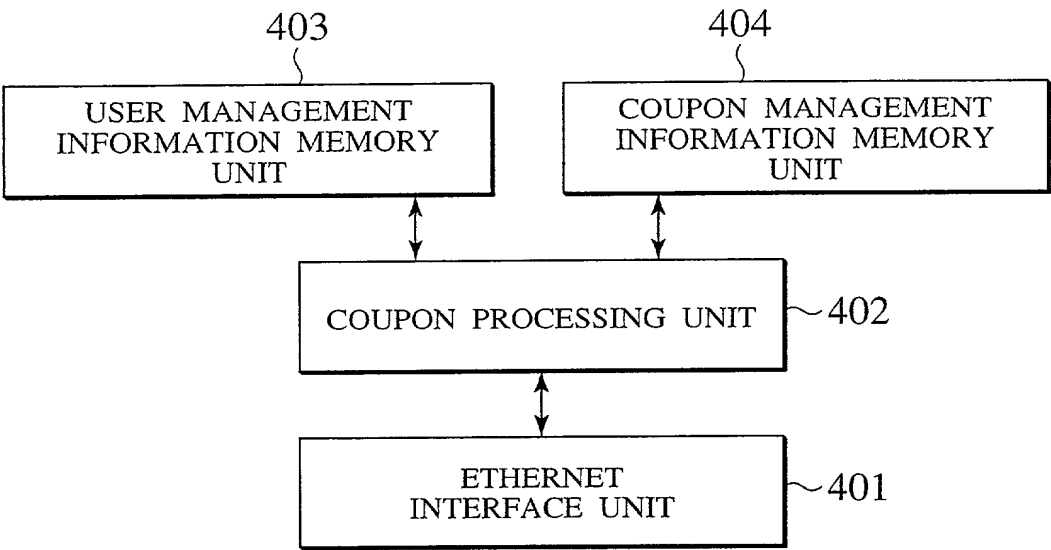 403
404
USER MANAGEMENT
INFORMATION MEMORY
UNIT
COUPON MANAGEMENT
INFORMATION MEMORY
UNIT
COUPON PROCESSING UNIT
402
ETHERNET
INTERFACE UNIT
401